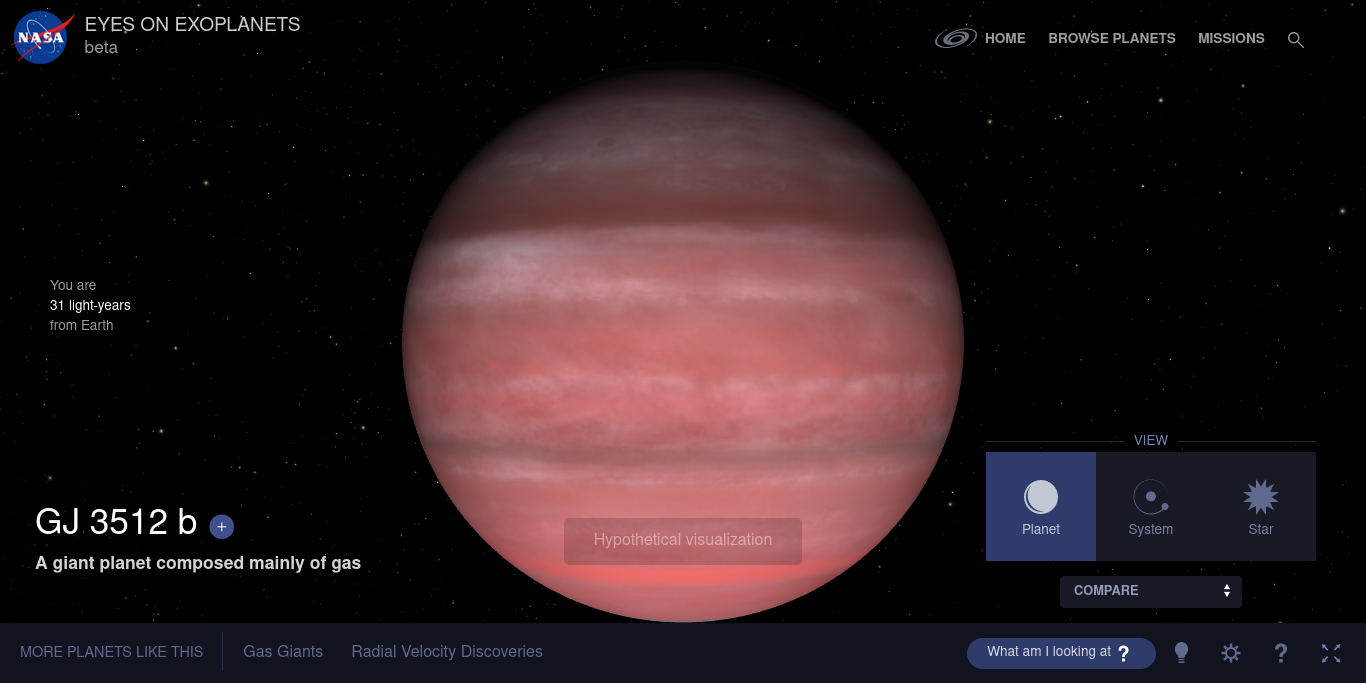 NASA
EYES ON EXOPLANETS
beta
HOME
BROWSE PLANETS
MISSIONS
You are
31 light-years
from Earth
GJ 3512 b +
A giant planet composed mainly of gas
Hypothetical visualization
VIEW
Planet
System
Star
COMPARE
MORE PLANETS LIKE THIS
Gas Giants
Radial Velocity Discoveries
What am I looking at ?
?